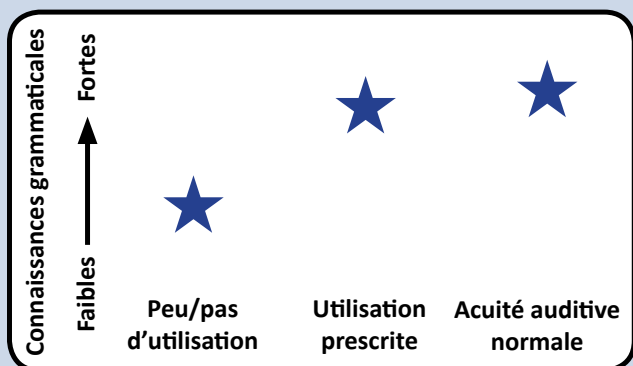 Connaissances grammaticales
Faibles
Fortes
Peu/pas
d’utilisation
Utilisation
prescrite
Acuité auditive
normale